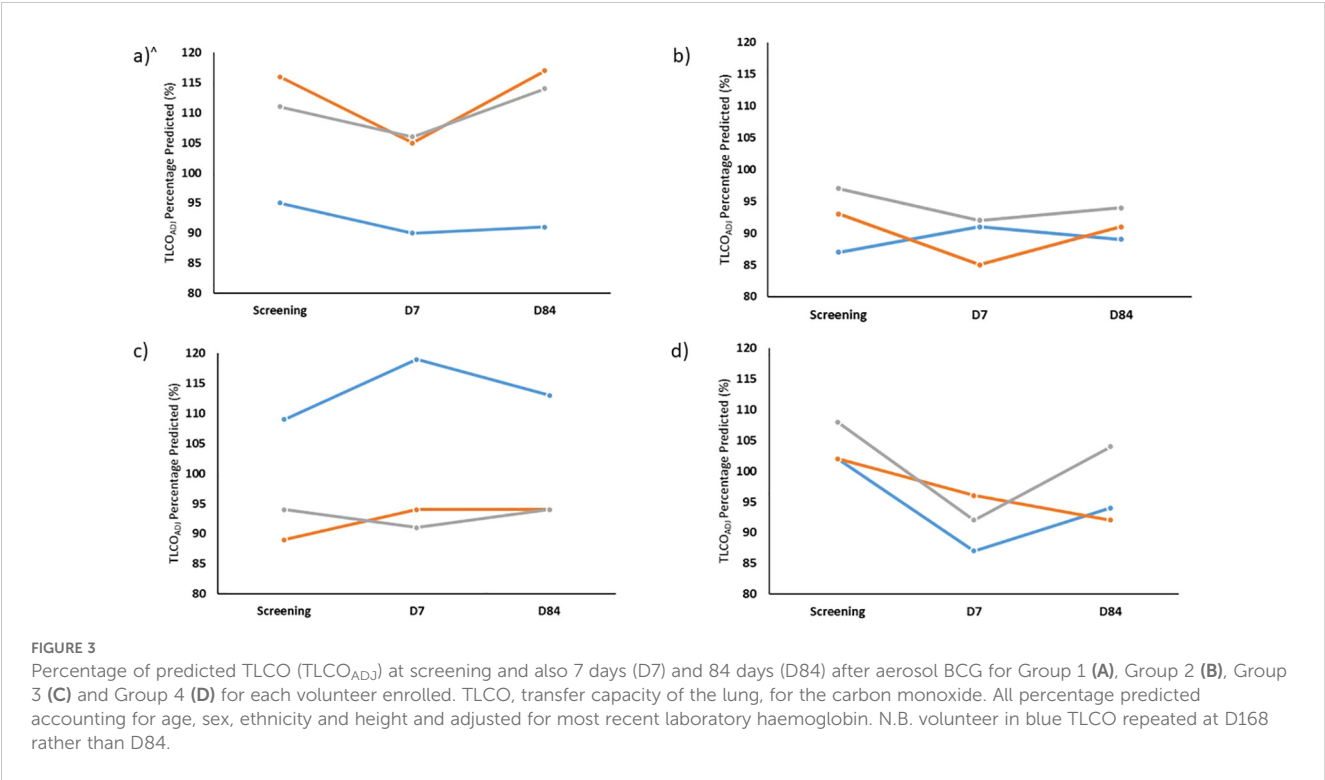 a)^
120
115
110
105
100
95
90
85
80
TLCO_ADJ Percentage Predicted (%)
Screening D7 D84
b)
120
115
110
105
100
95
90
85
80
TLCO_ADJ Percentage Predicted (%)
Screening D7 D84
c)
120
115
110
105
100
95
90
85
80
TLCO_ADJ Percentage Predicted (%)
Screening D7 D84
d)
120
115
110
105
100
95
90
85
80
TLCO_ADJ Percentage Predicted (%)
Screening D7 D84
FIGURE 3
Percentage of predicted TLCO (TLCO_ADJ) at screening and also 7 days (D7) and 84 days (D84) after aerosol BCG for Group 1 (A), Group 2 (B), Group
3 (C) and Group 4 (D) for each volunteer enrolled. TLCO, transfer capacity of the lung, for the carbon monoxide. All percentage predicted
accounting for age, sex, ethnicity and height and adjusted for most recent laboratory haemoglobin. N.B. volunteer in blue TLCO repeated at D168
rather than D84.